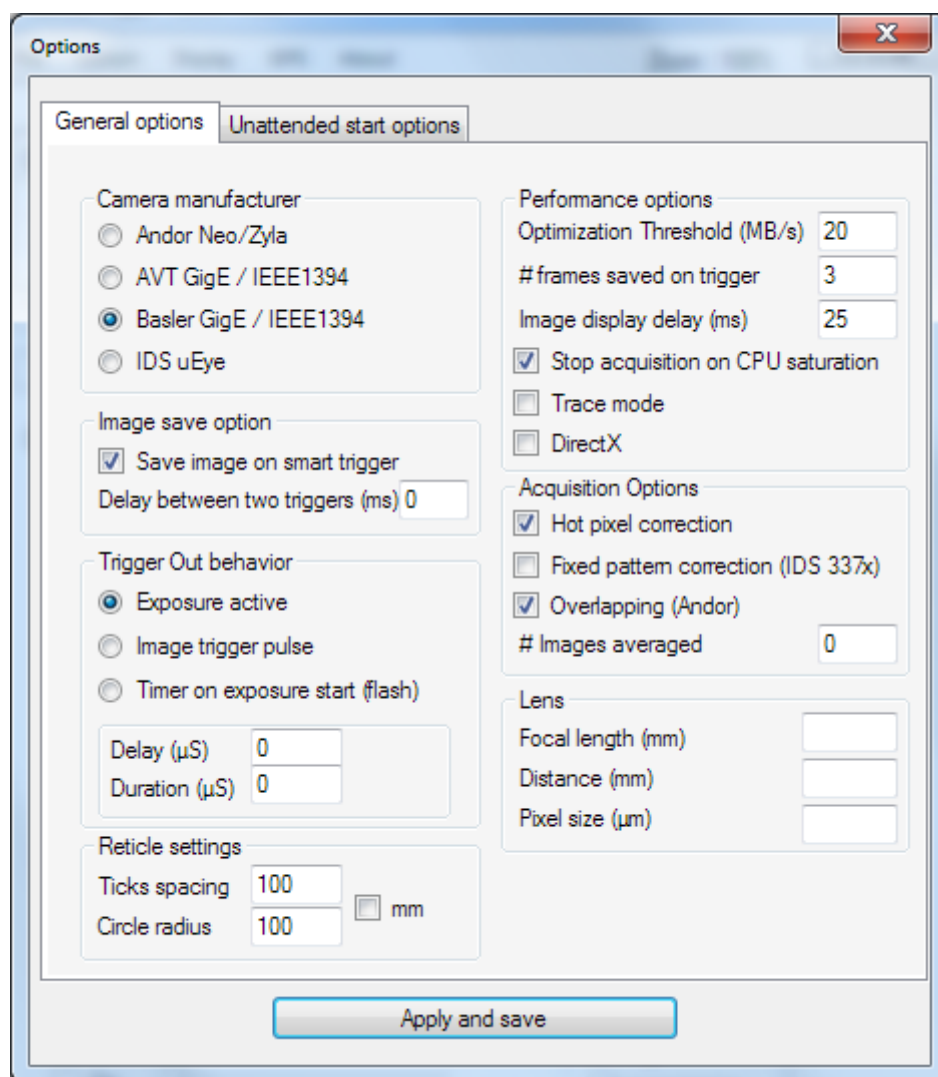 Options
General options
Unattended start options
Camera manufacturer
Andor Neo/Zyla
AVT GigE / IEEE1394
Basler GigE / IEEE1394
IDS uEye
Image save option
Save image on smart trigger
Delay between two triggers (ms) 0
Trigger Out behavior
Exposure active
Image trigger pulse
Timer on exposure start (flash)
Delay (µS) 0
Duration (µS) 0
Reticle settings
Ticks spacing 100
mm
Circle radius 100
Performance options
Optimization Threshold (MB/s) 20
# frames saved on trigger 3
Image display delay (ms) 25
Stop acquisition on CPU saturation
Trace mode
DirectX
Acquisition Options
Hot pixel correction
Fixed pattern correction (IDS 337x)
Overlapping (Andor)
# Images averaged 0
Lens
Focal length (mm)
Distance (mm)
Pixel size (µm)
Apply and save